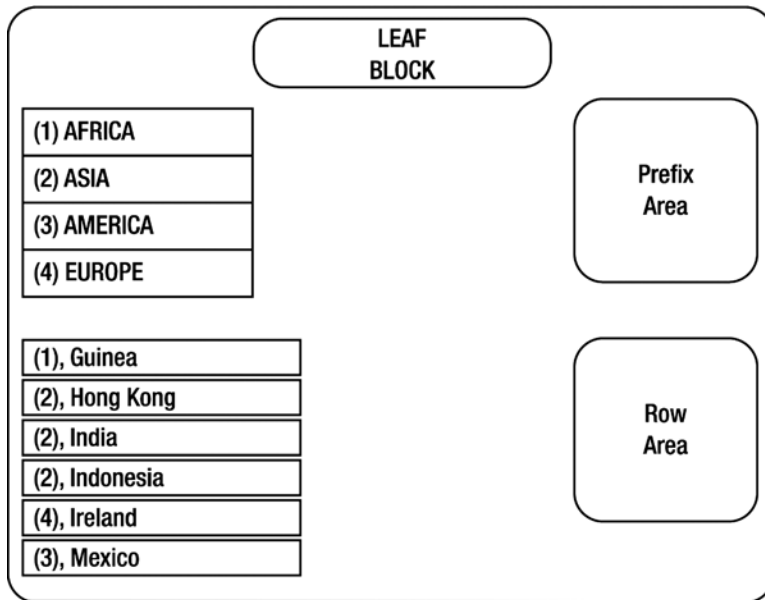 LEAF
BLOCK
(1) AFRICA
(2) ASIA
(3) AMERICA
(4) EUROPE
Prefix
Area
(1), Guinea
(2), Hong Kong
(2), India
(2), Indonesia
(4), Ireland
(3), Mexico
Row
Area